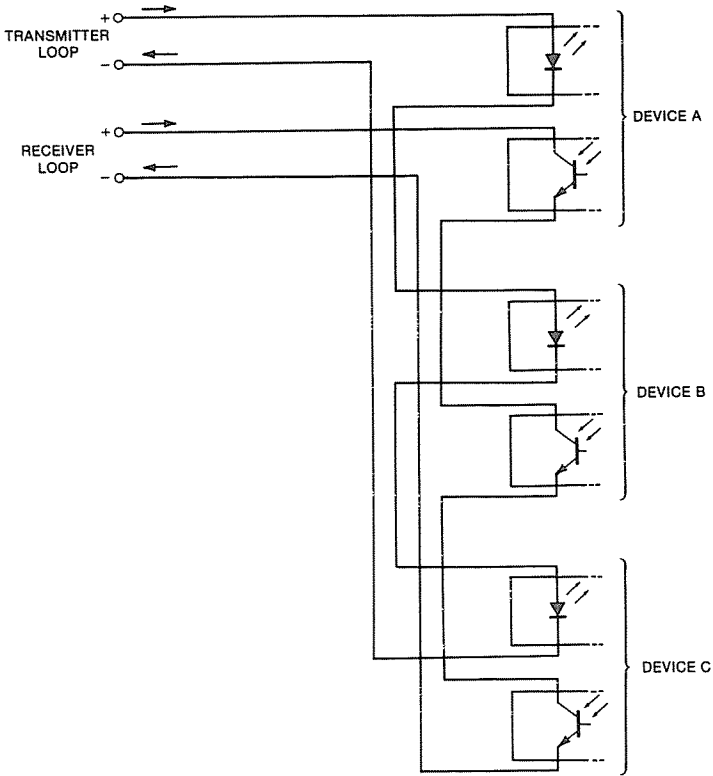 TRANSMITTER
LOOP
+
−
RECEIVER
LOOP
+
−
DEVICE A
DEVICE B
DEVICE C